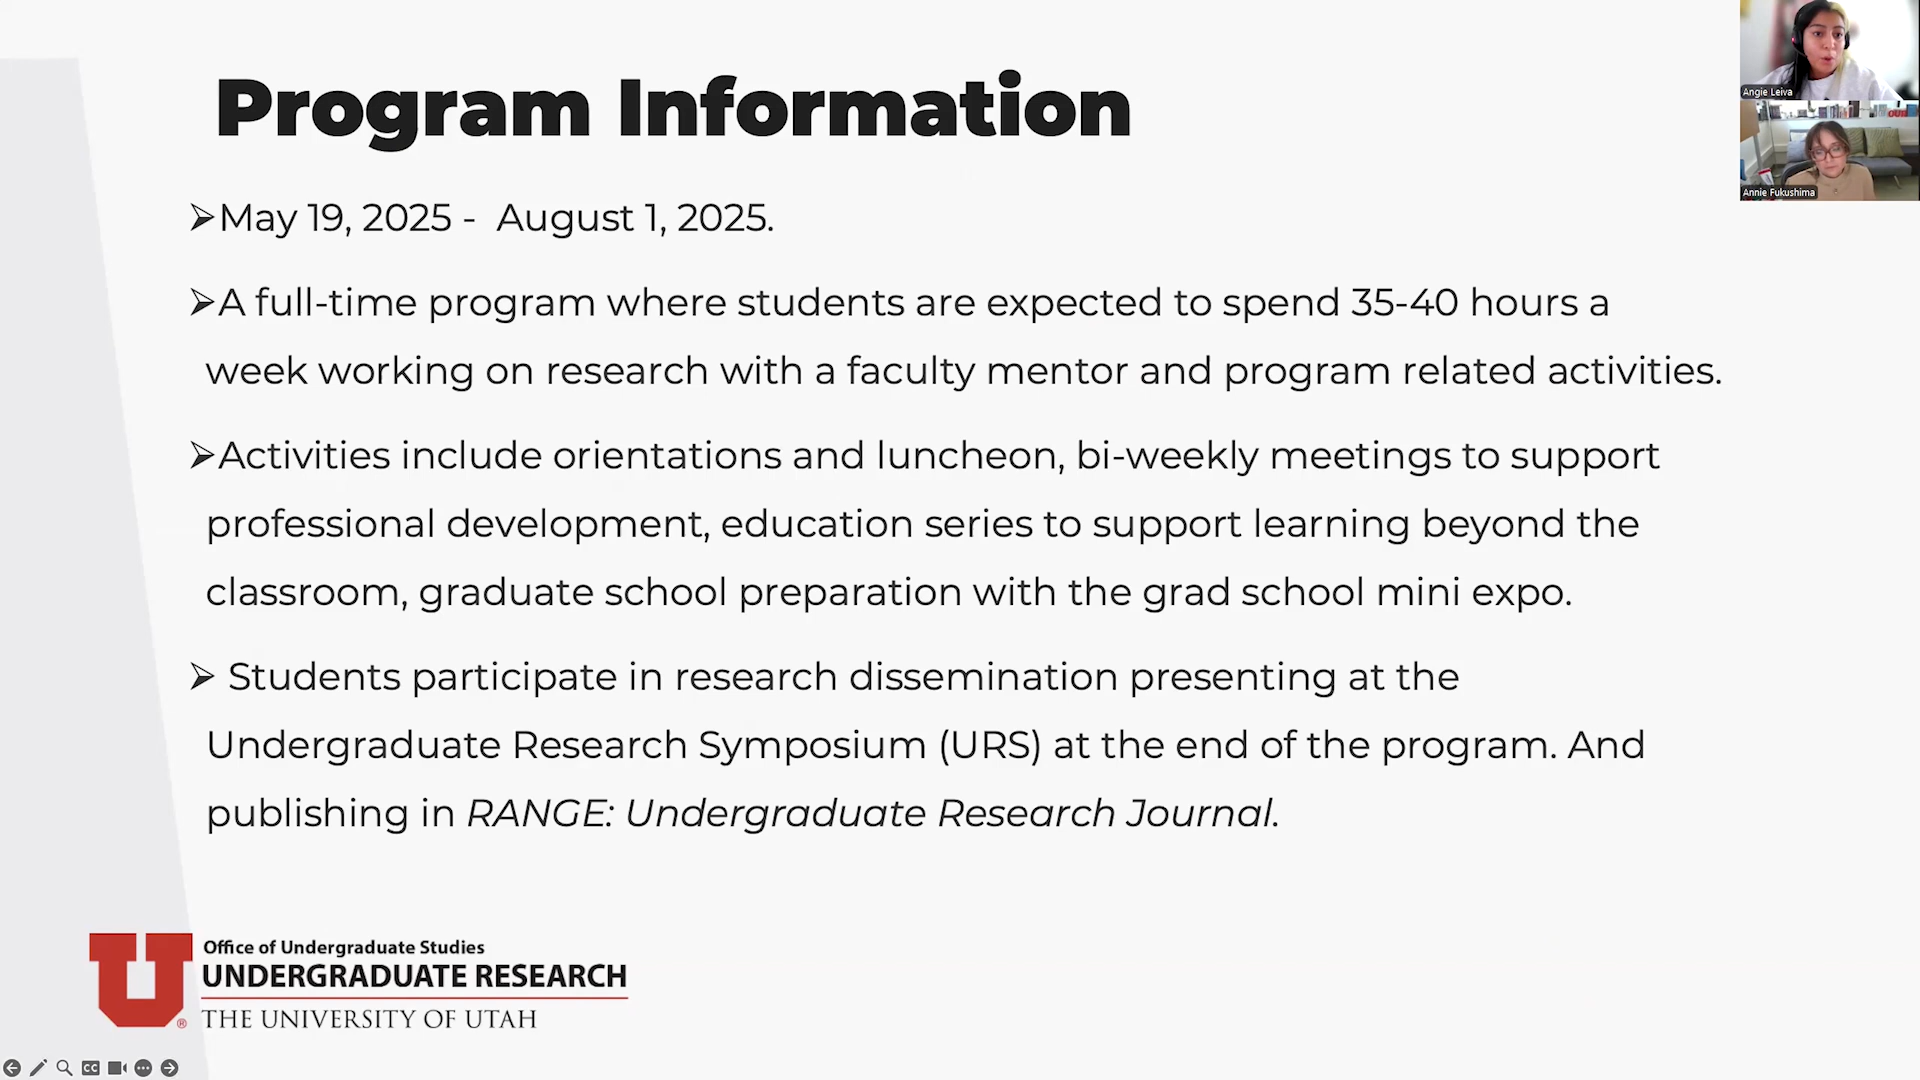 Program Information
Angie Leiva
Annie Fukushima
➢May 19, 2025 -  August 1, 2025.
➢A full-time program where students are expected to spend 35-40 hours a
week working on research with a faculty mentor and program related activities.
➢Activities include orientations and luncheon, bi-weekly meetings to support
professional development, education series to support learning beyond the
classroom, graduate school preparation with the grad school mini expo.
➢ Students participate in research dissemination presenting at the
Undergraduate Research Symposium (URS) at the end of the program. And
publishing in RANGE: Undergraduate Research Journal.
U®
Office of Undergraduate Studies
UNDERGRADUATE RESEARCH
THE UNIVERSITY OF UTAH
CC